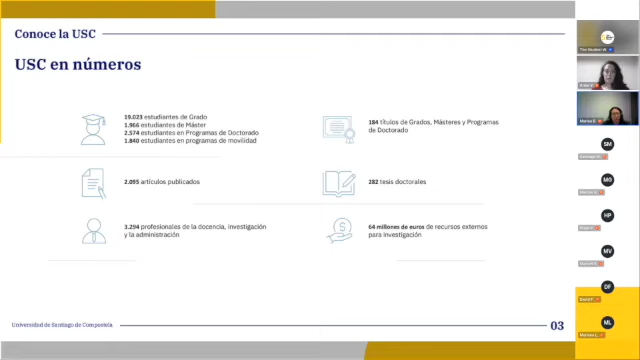 Conoce la USC
USC en números
19.023 estudiantes de Grado
1.966 estudiantes de Máster
2.574 estudiantes en Programas de Doctorado
1.840 estudiantes en programas de movilidad
184 títulos de Grados, Másteres y Programas
de Doctorado
2.095 artículos publicados
282 tesis doctorales
3.294 profesionales de la docencia, investigación
y la administración
64 millones de euros de recursos externos
para investigación
Universidad de Santiago de Compostela
03
SM
MG
HP
MV
DF
ML